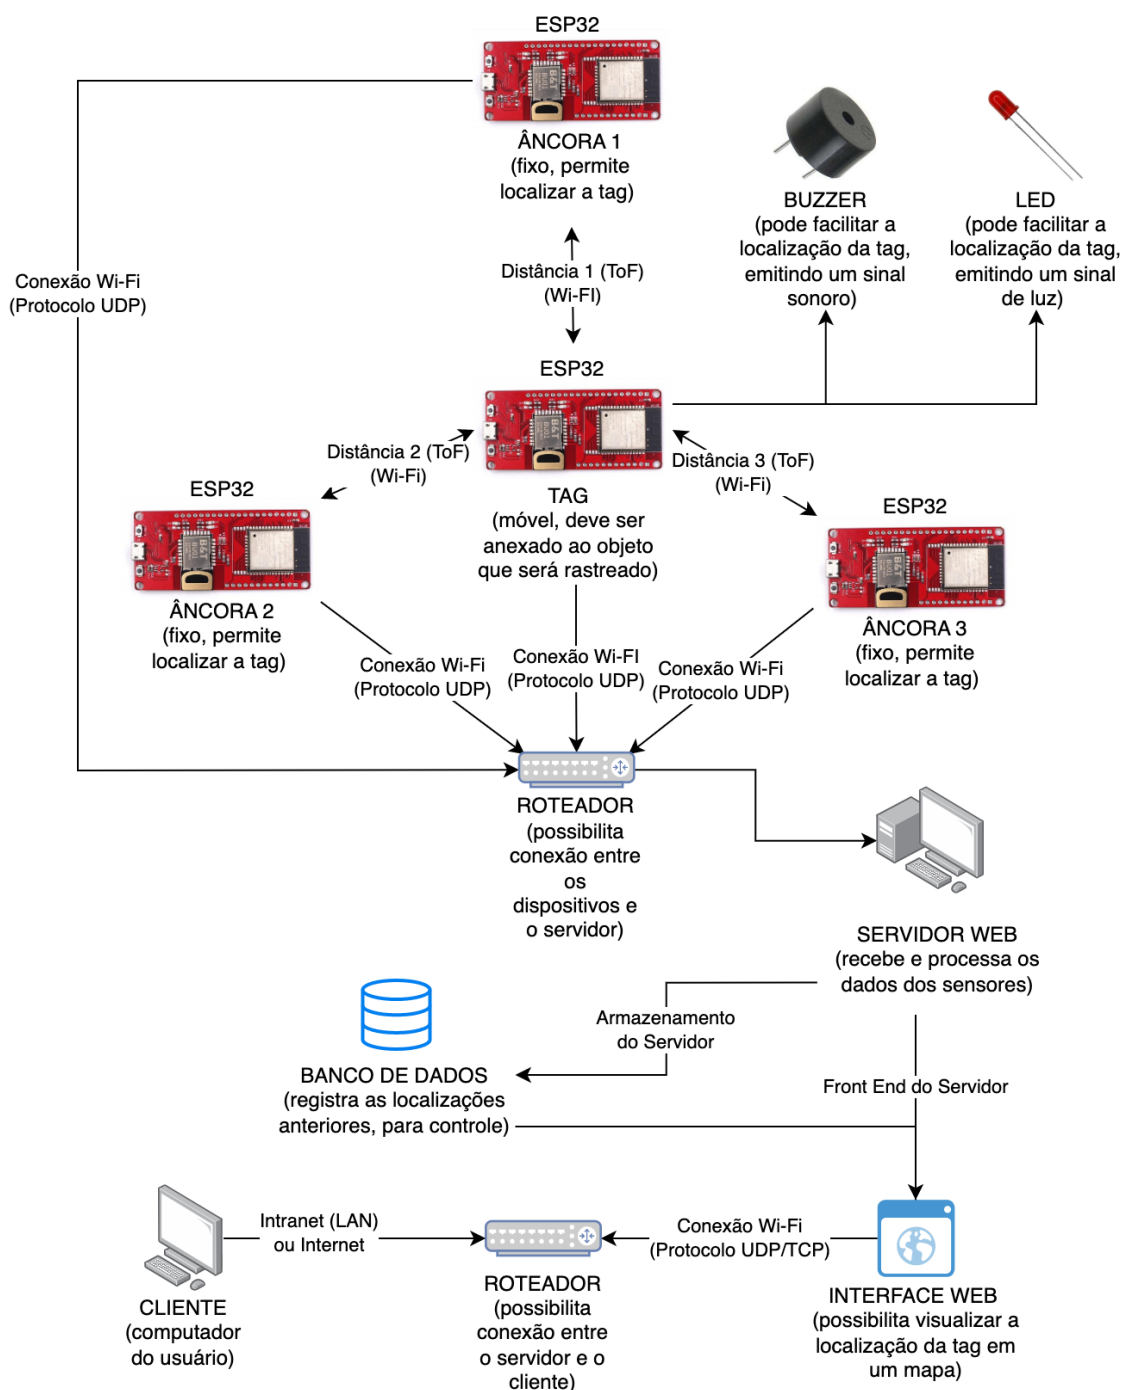 ESP32
ÂNCORA 1
(fixo, permite
localizar a tag)
BUZZER
(pode facilitar a
localização da tag,
emitindo um sinal
sonoro)
LED
(pode facilitar a
localização da tag,
emitindo um sinal
de luz)
Conexão Wi-Fi
(Protocolo UDP)
Distância 1 (ToF)
(Wi-FI)
ESP32
Distância 2 (ToF)
(Wi-Fi)
Distância 3 (ToF)
(Wi-Fi)
TAG
(móvel, deve ser
anexado ao objeto
que será rastreado)
ESP32
ÂNCORA 2
(fixo, permite
localizar a tag)
ESP32
ÂNCORA 3
(fixo, permite
localizar a tag)
Conexão Wi-Fi
(Protocolo UDP)
Conexão Wi-FI
(Protocolo UDP)
Conexão Wi-Fi
(Protocolo UDP)
ROTEADOR
(possibilita
conexão entre
os
dispositivos e
o servidor)
SERVIDOR WEB
(recebe e processa os
dados dos sensores)
Armazenamento
do Servidor
BANCO DE DADOS
(registra as localizações
anteriores, para controle)
Front End do Servidor
Intranet (LAN)
ou Internet
Conexão Wi-Fi
(Protocolo UDP/TCP)
CLIENTE
(computador
do usuário)
ROTEADOR
(possibilita
conexão entre
o servidor e o
cliente)
INTERFACE WEB
(possibilita visualizar a
localização da tag em
um mapa)